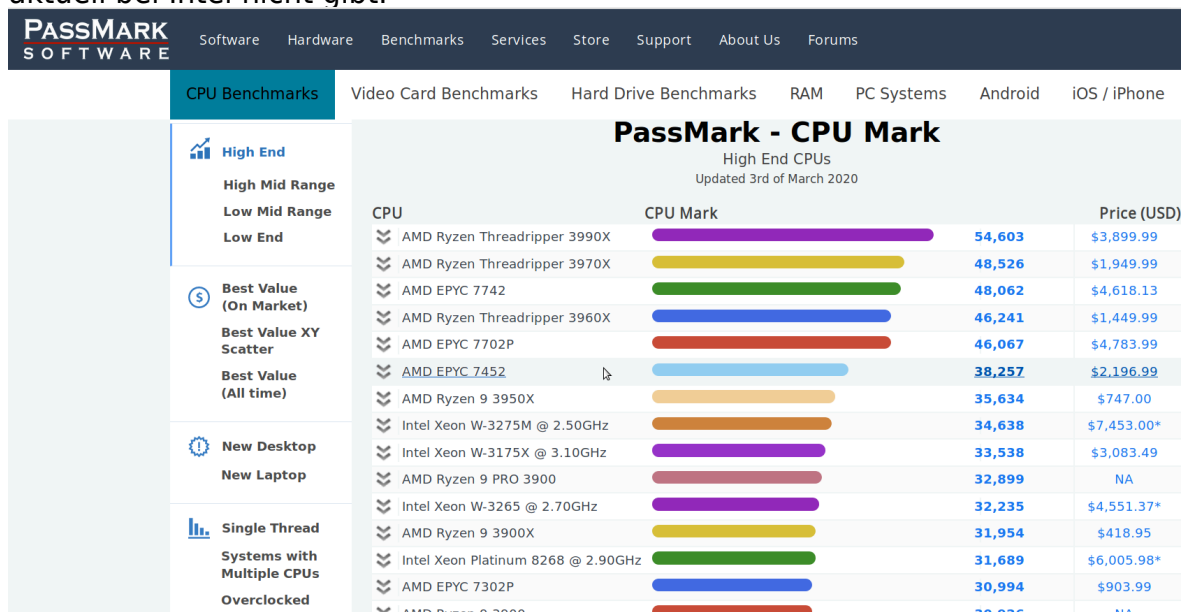 aktuell bei Intel nicht gibt.
PASSMARK
SOFTWARE
Software Hardware Benchmarks Services Store Support About Us Forums
CPU Benchmarks Video Card Benchmarks Hard Drive Benchmarks RAM PC Systems Android iOS / iPhone
High End
High Mid Range
Low Mid Range
Low End
Best Value
(On Market)
Best Value XY
Scatter
Best Value
(All time)
New Desktop
New Laptop
Single Thread
Systems with
Multiple CPUs
Overclocked
PassMark - CPU Mark
High End CPUs
Updated 3rd of March 2020
CPU CPU Mark Price (USD)
AMD Ryzen Threadripper 3990X 54,603 $3,899.99
AMD Ryzen Threadripper 3970X 48,526 $1,949.99
AMD EPYC 7742 48,062 $4,618.13
AMD Ryzen Threadripper 3960X 46,241 $1,449.99
AMD EPYC 7702P 46,067 $4,783.99
AMD EPYC 7452 38,257 $2,196.99
AMD Ryzen 9 3950X 35,634 $747.00
Intel Xeon W-3275M @ 2.50GHz 34,638 $7,453.00*
Intel Xeon W-3175X @ 3.10GHz 33,538 $3,083.49
AMD Ryzen 9 PRO 3900 32,899 NA
Intel Xeon W-3265 @ 2.70GHz 32,235 $4,551.37*
AMD Ryzen 9 3900X 31,954 $418.95
Intel Xeon Platinum 8268 @ 2.90GHz 31,689 $6,005.98*
AMD EPYC 7302P 30,994 $903.99